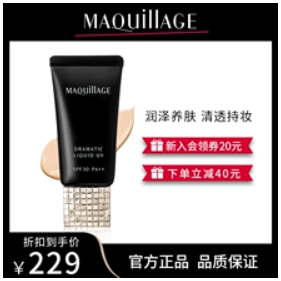 MAQuillAGE
MAQuillAGE
DRAMATIC
LIQUID UV
SPF30·PA++
润泽养肤 清透持妆
新入会领券20元
下单立减40元
折扣到手价
￥229
官方正品 品质保证